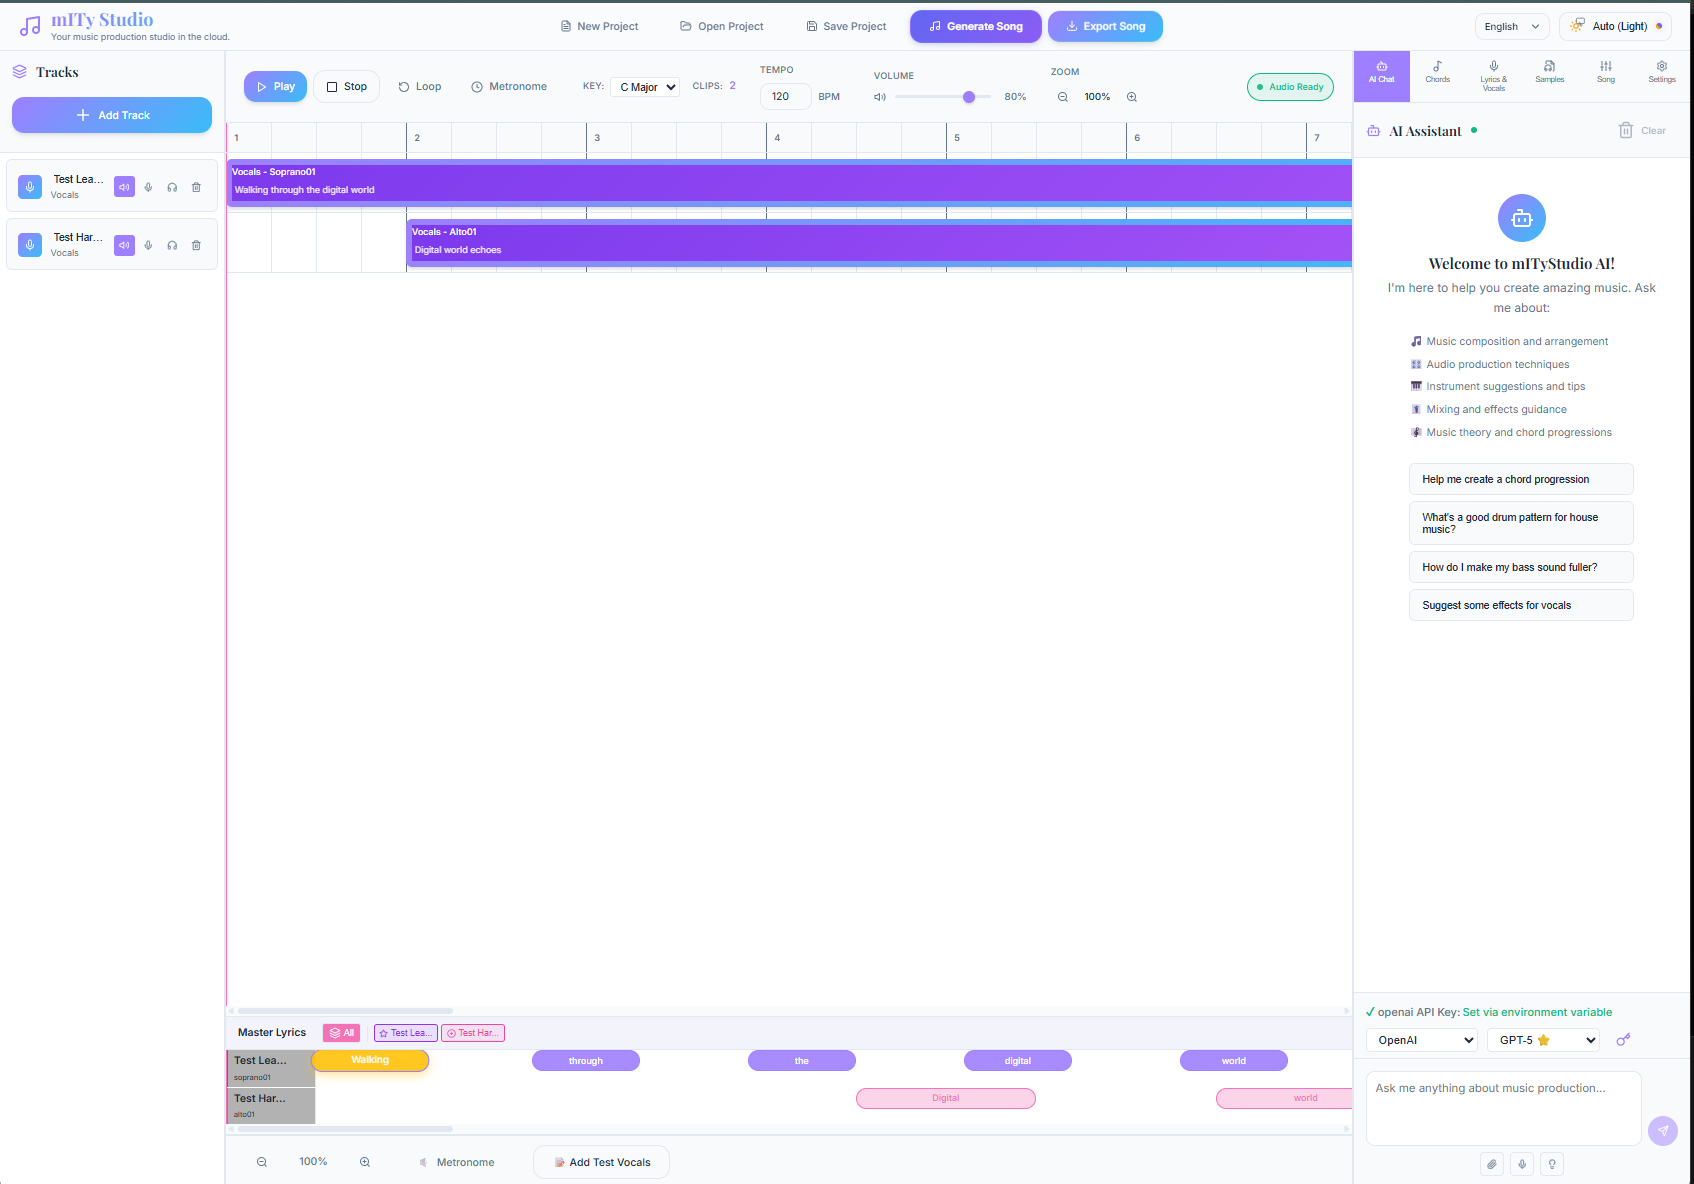 mITy Studio
Your music production studio in the cloud.
New Project
Open Project
Save Project
Generate Song
Export Song
English
Auto (Light)
Tracks
Add Track
Test Lea...
Vocals
Test Har...
Vocals
Play
Stop
Loop
Metronome
KEY:
C Major
CLIPS: 2
TEMPO
120
BPM
VOLUME
80%
ZOOM
100%
Audio Ready
1 2 3 4 5 6 7
Vocals - Soprano01
Walking through the digital world
Vocals - Alto01
Digital world echoes
Master Lyrics
All
Test Lea...
Test Har...
Test Lea...
soprano01
Walking through the digital world
Test Har...
alto01
Digital world
100%
Metronome
Add Test Vocals
AI Chat
Chords
Lyrics &
Vocals
Samples
Song
Settings
AI Assistant
Clear
Welcome to mITyStudio AI!
I'm here to help you create amazing music. Ask
me about:
Music composition and arrangement
Audio production techniques
Instrument suggestions and tips
Mixing and effects guidance
Music theory and chord progressions
Help me create a chord progression
What's a good drum pattern for house
music?
How do I make my bass sound fuller?
Suggest some effects for vocals
✓ openai API Key: Set via environment variable
OpenAI
GPT-5 ⭐
Ask me anything about music production...